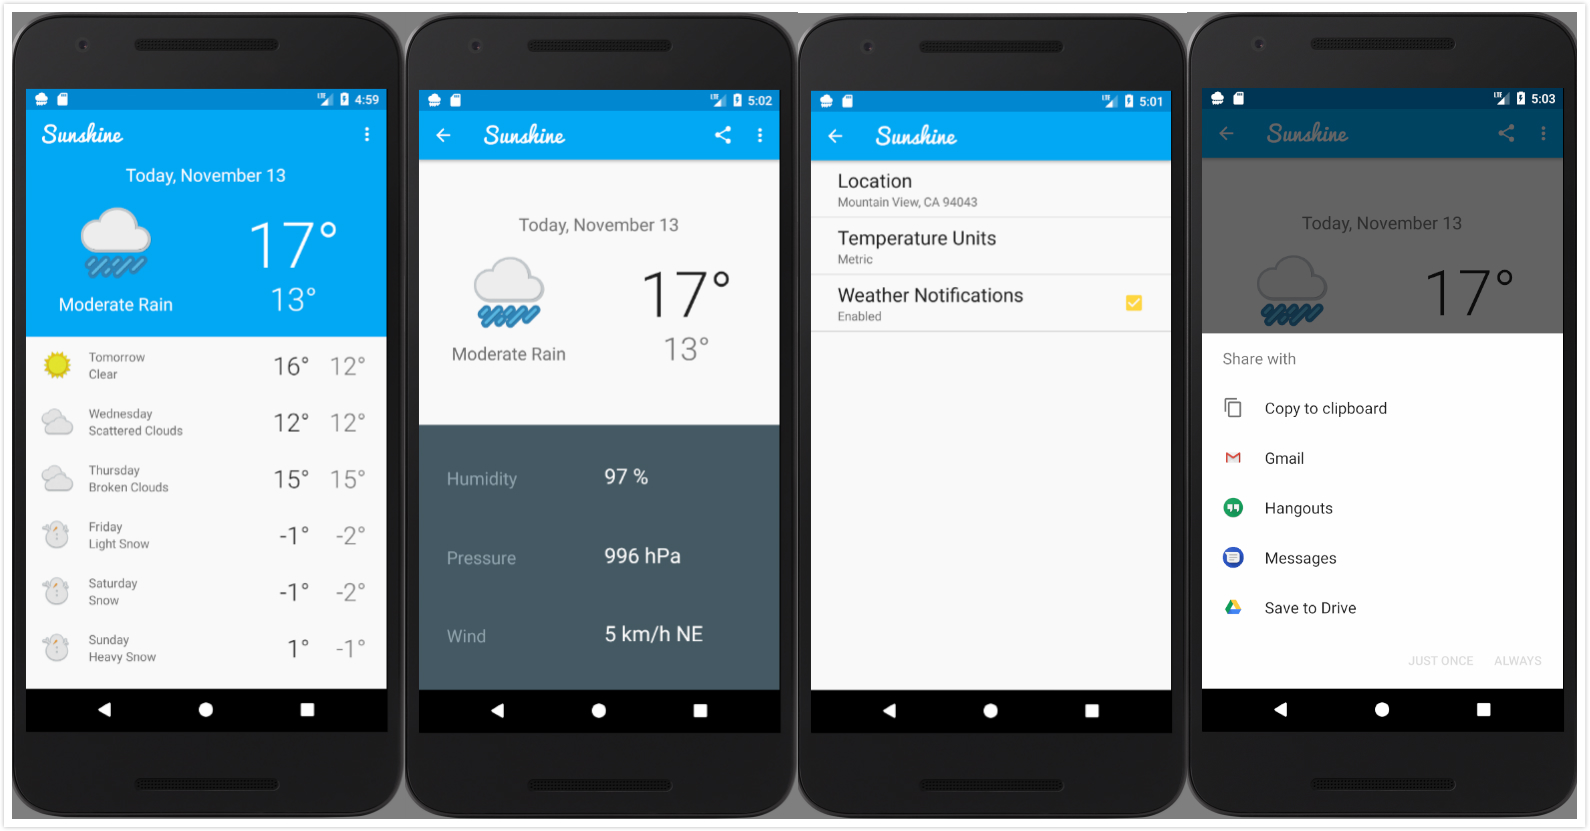 LTE 4:59
Sunshine
Today, November 13
17°
13°
Moderate Rain
Tomorrow
Clear
16° 12°
Wednesday
Scattered Clouds
12° 12°
Thursday
Broken Clouds
15° 15°
Friday
Light Snow
-1° -2°
Saturday
Snow
-1° -2°
Sunday
Heavy Snow
1° -1°
LTE 5:02
Sunshine
Today, November 13
17°
13°
Moderate Rain
Humidity 97 %
Pressure 996 hPa
Wind 5 km/h NE
LTE 5:01
Sunshine
Location
Mountain View, CA 94043
Temperature Units
Metric
Weather Notifications
Enabled
LTE 5:03
Sunshine
Today, November 13
17°
Share with
Copy to clipboard
Gmail
Hangouts
Messages
Save to Drive
JUST ONCE ALWAYS